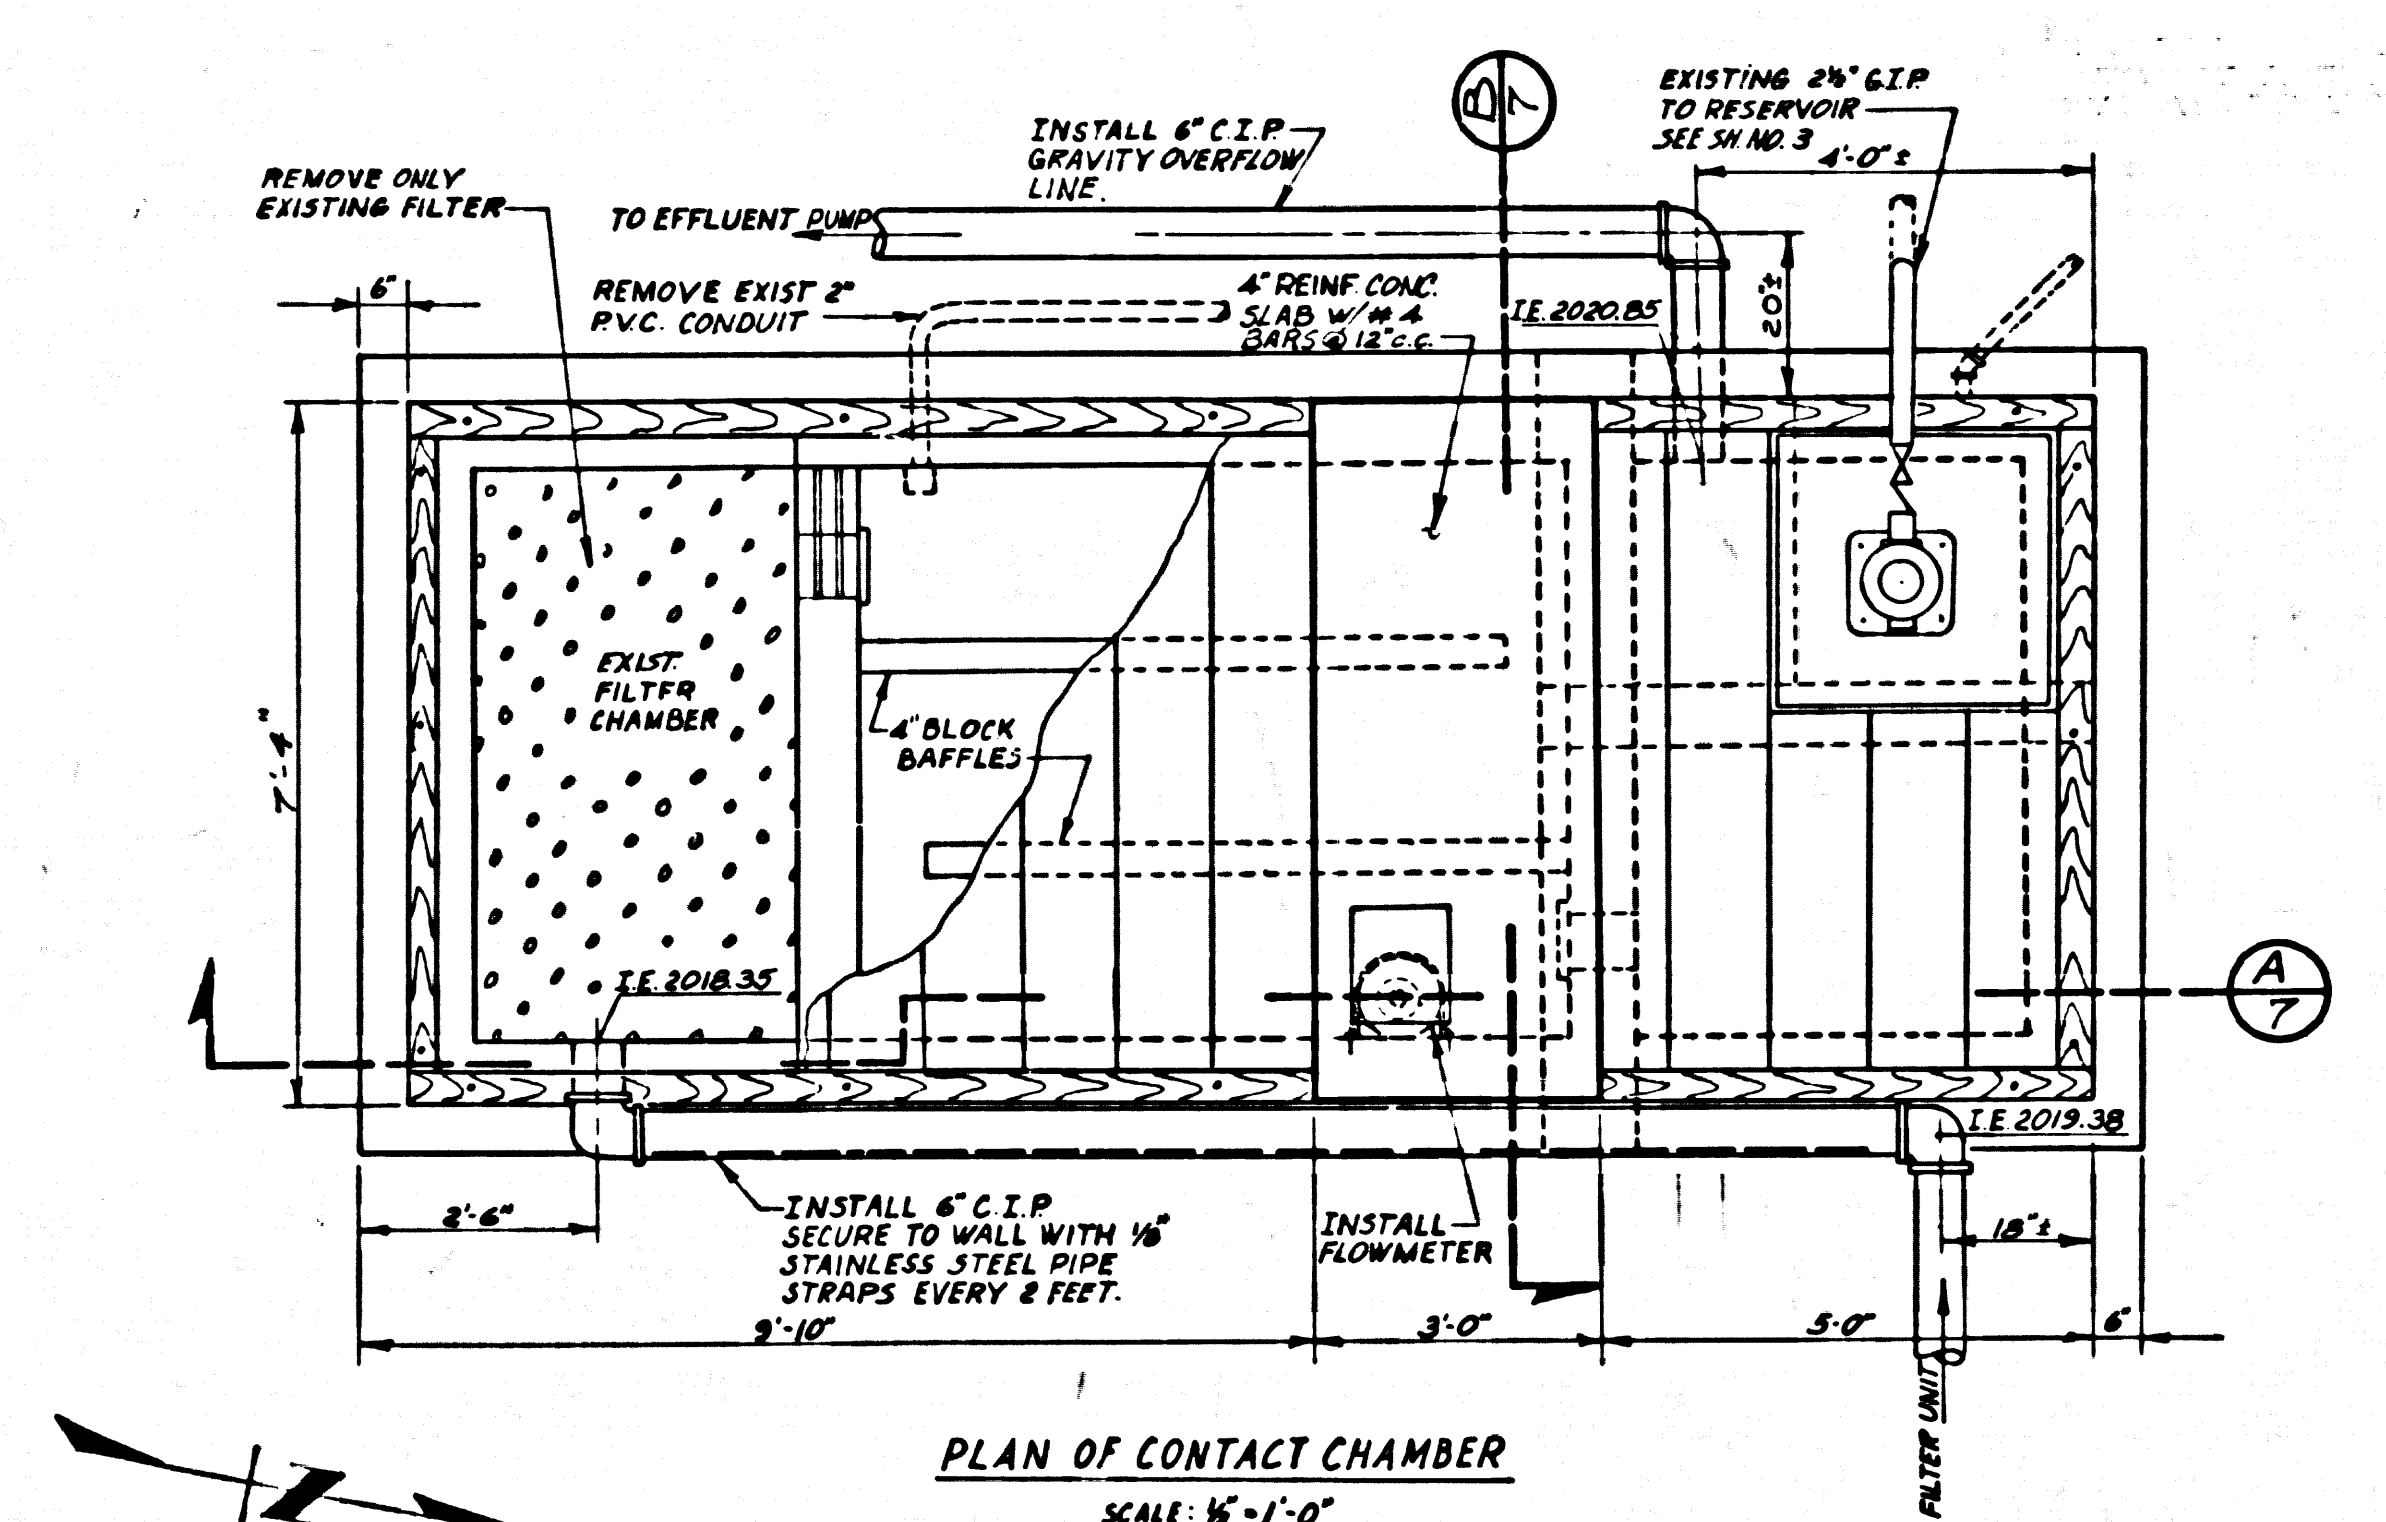 B
7
EXISTING 2½" G.I.P.
TO RESERVOIR
SEE SH. NO. 3
4'-0"±
INSTALL 6" C.I.P.
GRAVITY OVERFLOW
LINE.
REMOVE ONLY
EXISTING FILTER
TO EFFLUENT PUMP
6"
REMOVE EXIST 2"
P.V.C. CONDUIT
4" REINF. CONC.
SLAB W/ # 4
BARS @ 12" C.C.
I.E. 2020.85
20"±
EXIST.
FILTER
CHAMBER
7'-4"
4" BLOCK
BAFFLES
I.E. 2018.35
A
7
I.E. 2019.38
2'-6"
INSTALL 6" C.I.P.
SECURE TO WALL WITH ⅛"
STAINLESS STEEL PIPE
STRAPS EVERY 2 FEET.
INSTALL
FLOWMETER
18"±
9'-10"
3'-0"
5-0"
6"
FILTER UNIT
PLAN OF CONTACT CHAMBER
SCALE: ½" = 1'-0"
N